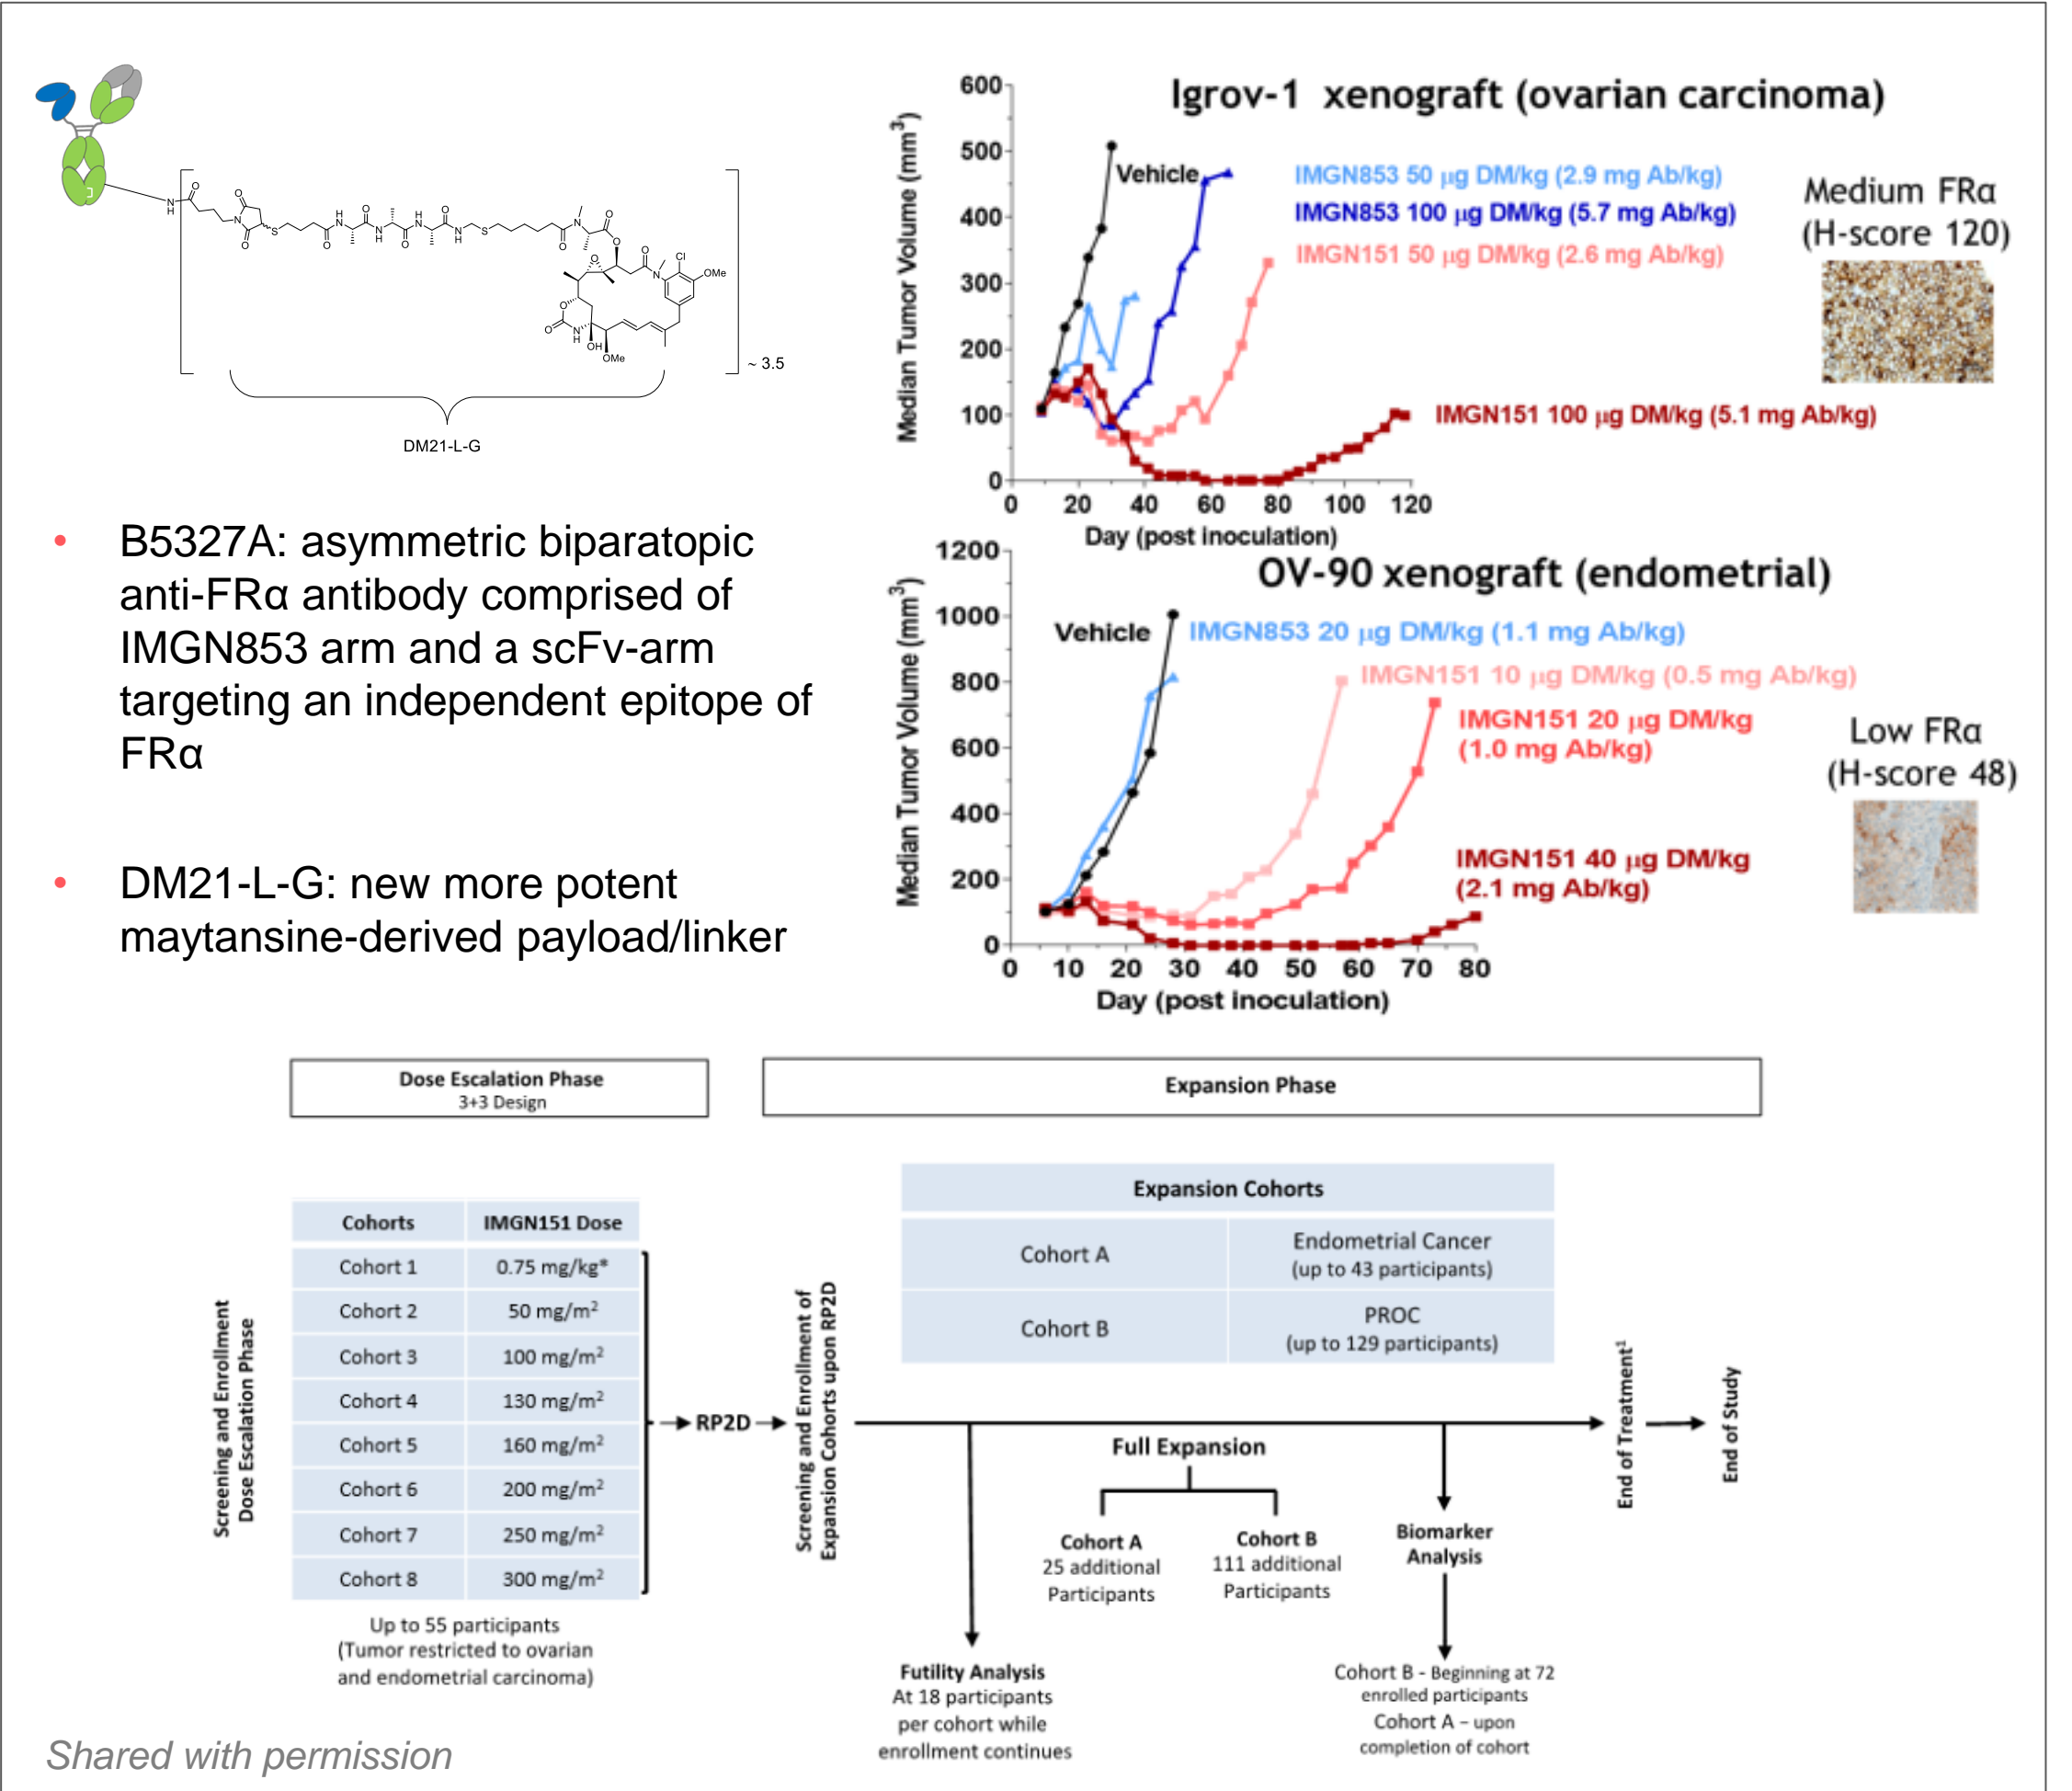 NH
O
O
N
O
S
O
H
N
O
N
H
O
H
N
O
N
H
S
O
N
O
O
O
O
N
Cl
OMe
O
O
O
N
H
OH
OMe
~ 3.5
DM21-L-G
• B5327A: asymmetric biparatopic
anti-FRα antibody comprised of
IMGN853 arm and a scFv-arm
targeting an independent epitope of
FRα
• DM21-L-G: new more potent
maytansine-derived payload/linker
Igrov-1 xenograft (ovarian carcinoma)
Median Tumor Volume (mm³)
600
500
400
300
200
100
0
Vehicle
IMGN853 50 µg DM/kg (2.9 mg Ab/kg)
IMGN853 100 µg DM/kg (5.7 mg Ab/kg)
IMGN151 50 µg DM/kg (2.6 mg Ab/kg)
IMGN151 100 µg DM/kg (5.1 mg Ab/kg)
0 20 40 60 80 100 120
Day (post inoculation)
Medium FRα
(H-score 120)
OV-90 xenograft (endometrial)
Median Tumor Volume (mm³)
1200
1000
800
600
400
200
0
Vehicle
IMGN853 20 µg DM/kg (1.1 mg Ab/kg)
IMGN151 10 µg DM/kg (0.5 mg Ab/kg)
IMGN151 20 µg DM/kg
(1.0 mg Ab/kg)
IMGN151 40 µg DM/kg
(2.1 mg Ab/kg)
0 10 20 30 40 50 60 70 80
Day (post inoculation)
Low FRα
(H-score 48)
Dose Escalation Phase
3+3 Design
Expansion Phase
Screening and Enrollment
Dose Escalation Phase
Cohorts IMGN151 Dose
Cohort 1 0.75 mg/kg*
Cohort 2 50 mg/m²
Cohort 3 100 mg/m²
Cohort 4 130 mg/m²
Cohort 5 160 mg/m²
Cohort 6 200 mg/m²
Cohort 7 250 mg/m²
Cohort 8 300 mg/m²
Up to 55 participants
(Tumor restricted to ovarian
and endometrial carcinoma)
RP2D
Screening and Enrollment of
Expansion Cohorts upon RP2D
Expansion Cohorts
Cohort A
Endometrial Cancer
(up to 43 participants)
Cohort B
PROC
(up to 129 participants)
Full Expansion
Cohort A
25 additional
Participants
Cohort B
111 additional
Participants
Biomarker
Analysis
Futility Analysis
At 18 participants
per cohort while
enrollment continues
Cohort B - Beginning at 72
enrolled participants
Cohort A – upon
completion of cohort
End of Treatment¹
End of Study
Shared with permission